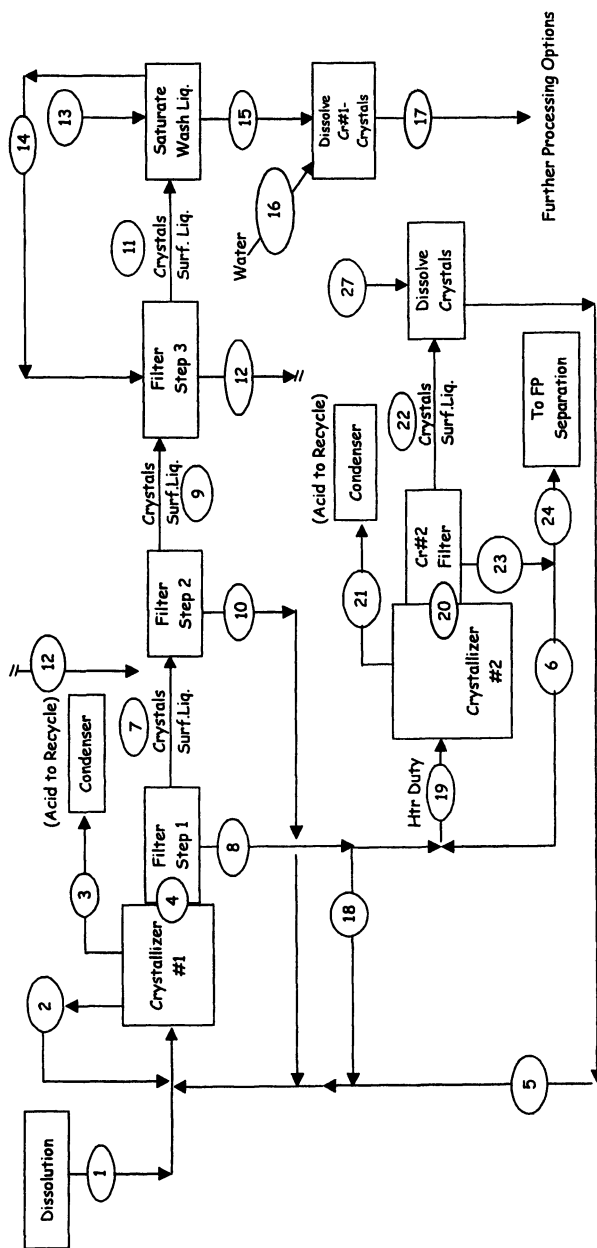 Dissolution
1
2
3
(Acid to Recycle)
Condenser
Crystallizer
#1
4
Filter
Step 1
7
Crystals
Surf.Liq.
8
12
Filter
Step 2
10
Crystals
Surf.Liq.
9
Filter
Step 3
12
11
Crystals
Surf. Liq.
14
13
Saturate
Wash Liq.
15
Water
16
Dissolve
Cr#1-
Crystals
17
Further Processing Options
18
Htr Duty
19
Crystallizer
#2
20
Cr#2
Filter
21
(Acid to Recycle)
Condenser
22
Crystals
Surf.Liq.
27
Dissolve
Crystals
23
24
To FP
Separation
6
5